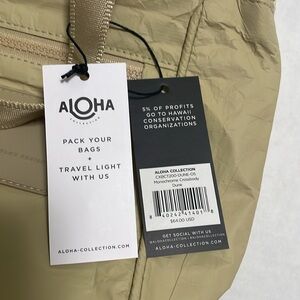 ALOHA
COLLECTION
PACK YOUR
BAGS
+
TRAVEL LIGHT
WITH US
ALOHA-COLLECTION.COM
5% OF PROFITS
GO TO HAWAII
CONSERVATION
ORGANIZATIONS
ALOHA COLLECTION
Monochrome Crossbody
Dune
$64.00 USD
GET SOCIAL WITH US
ALOHA-COLLECTION.COM